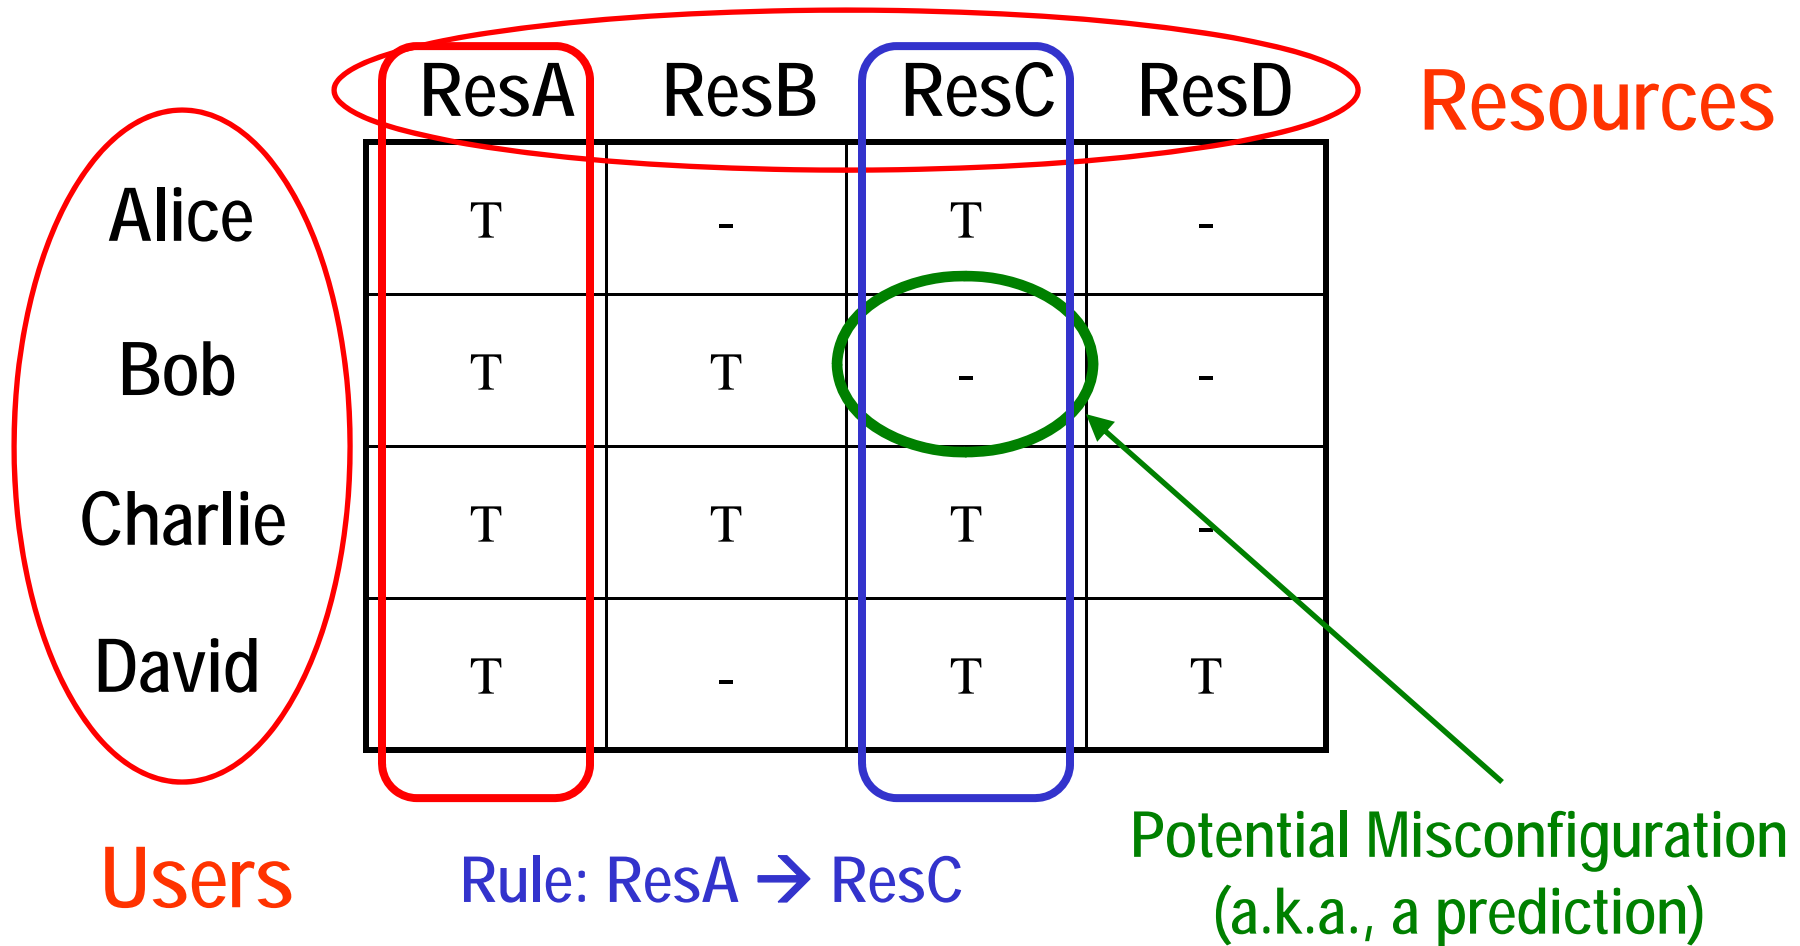 ResA ResB ResC ResD Resources
Alice T - T -
Bob T T - -
Charlie T T T -
David T - T T
Users
Rule: ResA → ResC
Potential Misconfiguration
(a.k.a., a prediction)